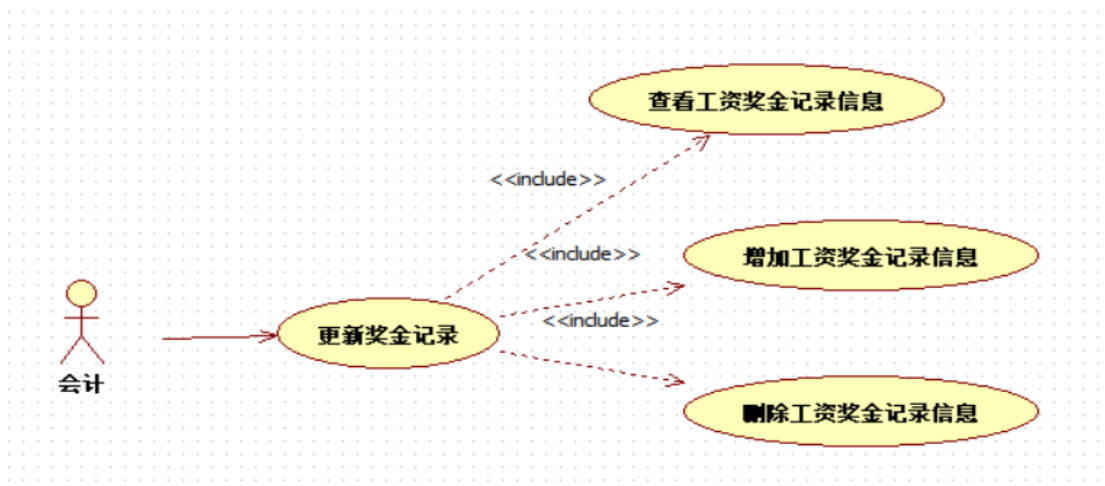 查看工资奖金记录信息
<<include>>
<<include>>
增加工资奖金记录信息
<<include>>
更新奖金记录
会计
删除工资奖金记录信息